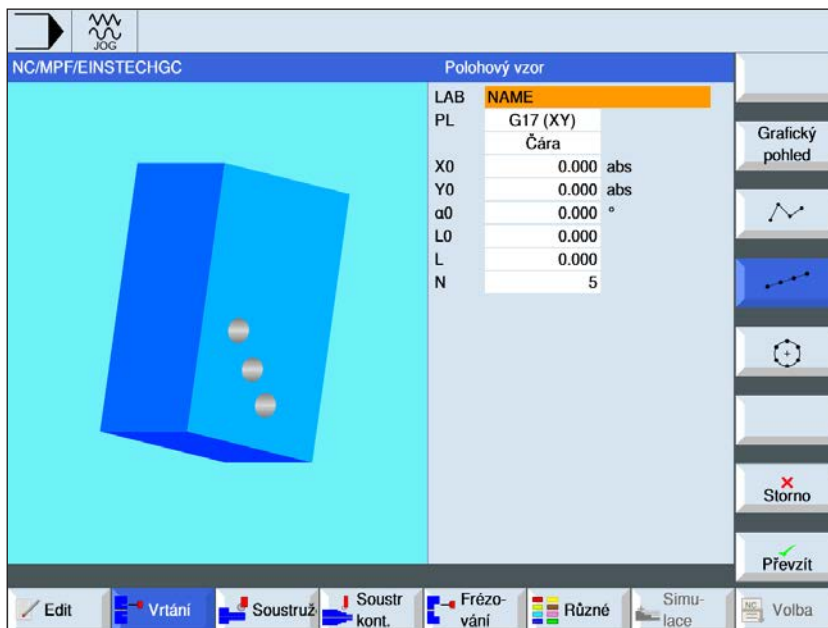 JOG
NC/MPF/EINSTECHGC
Polohový vzor
LAB NAME
PL G17 (XY)
Čára
X0 0.000 abs
Y0 0.000 abs
α0 0.000 °
L0 0.000
L 0.000
N 5
Grafický
pohled
Storno
Převzít
Edit
Vrtání
Soustruž
Soustr
kont.
Frézo-
vání
Různé
Simu-
lace
NC
Volba